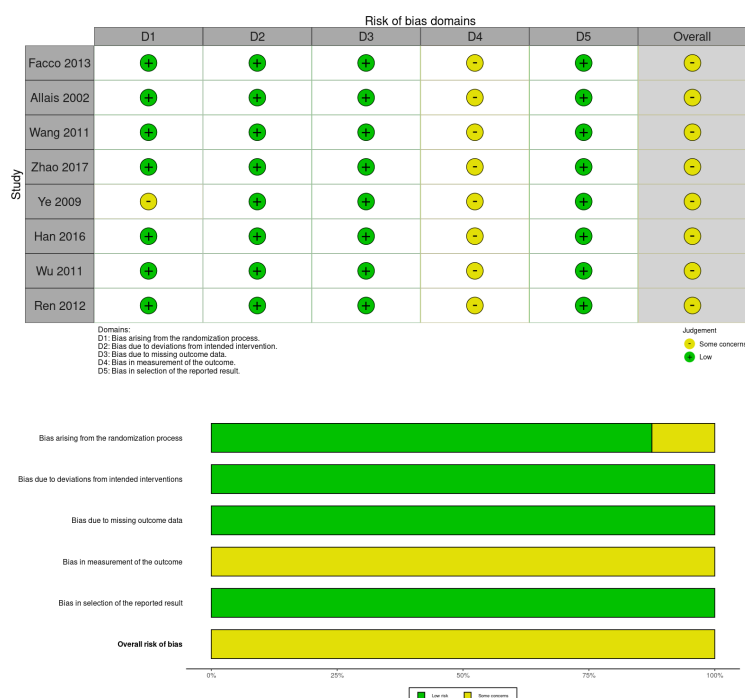 Risk of bias domains
D1 D2 D3 D4 D5 Overall
Study
Facco 2013 + + + - + -
Allais 2002 + + + - + -
Wang 2011 + + + - + -
Zhao 2017 + + + - + -
Ye 2009 - + + - + -
Han 2016 + + + - + -
Wu 2011 + + + - + -
Ren 2012 + + + - + -
Domains:
D1: Bias arising from the randomization process.
D2: Bias due to deviations from intended intervention.
D3: Bias due to missing outcome data.
D4: Bias in measurement of the outcome.
D5: Bias in selection of the reported result.
Judgement
- Some concerns
+ Low
Bias arising from the randomization process
Bias due to deviations from intended interventions
Bias due to missing outcome data
Bias in measurement of the outcome
Bias in selection of the reported result
Overall risk of bias
0% 25% 50% 75% 100%
Low risk Some concerns